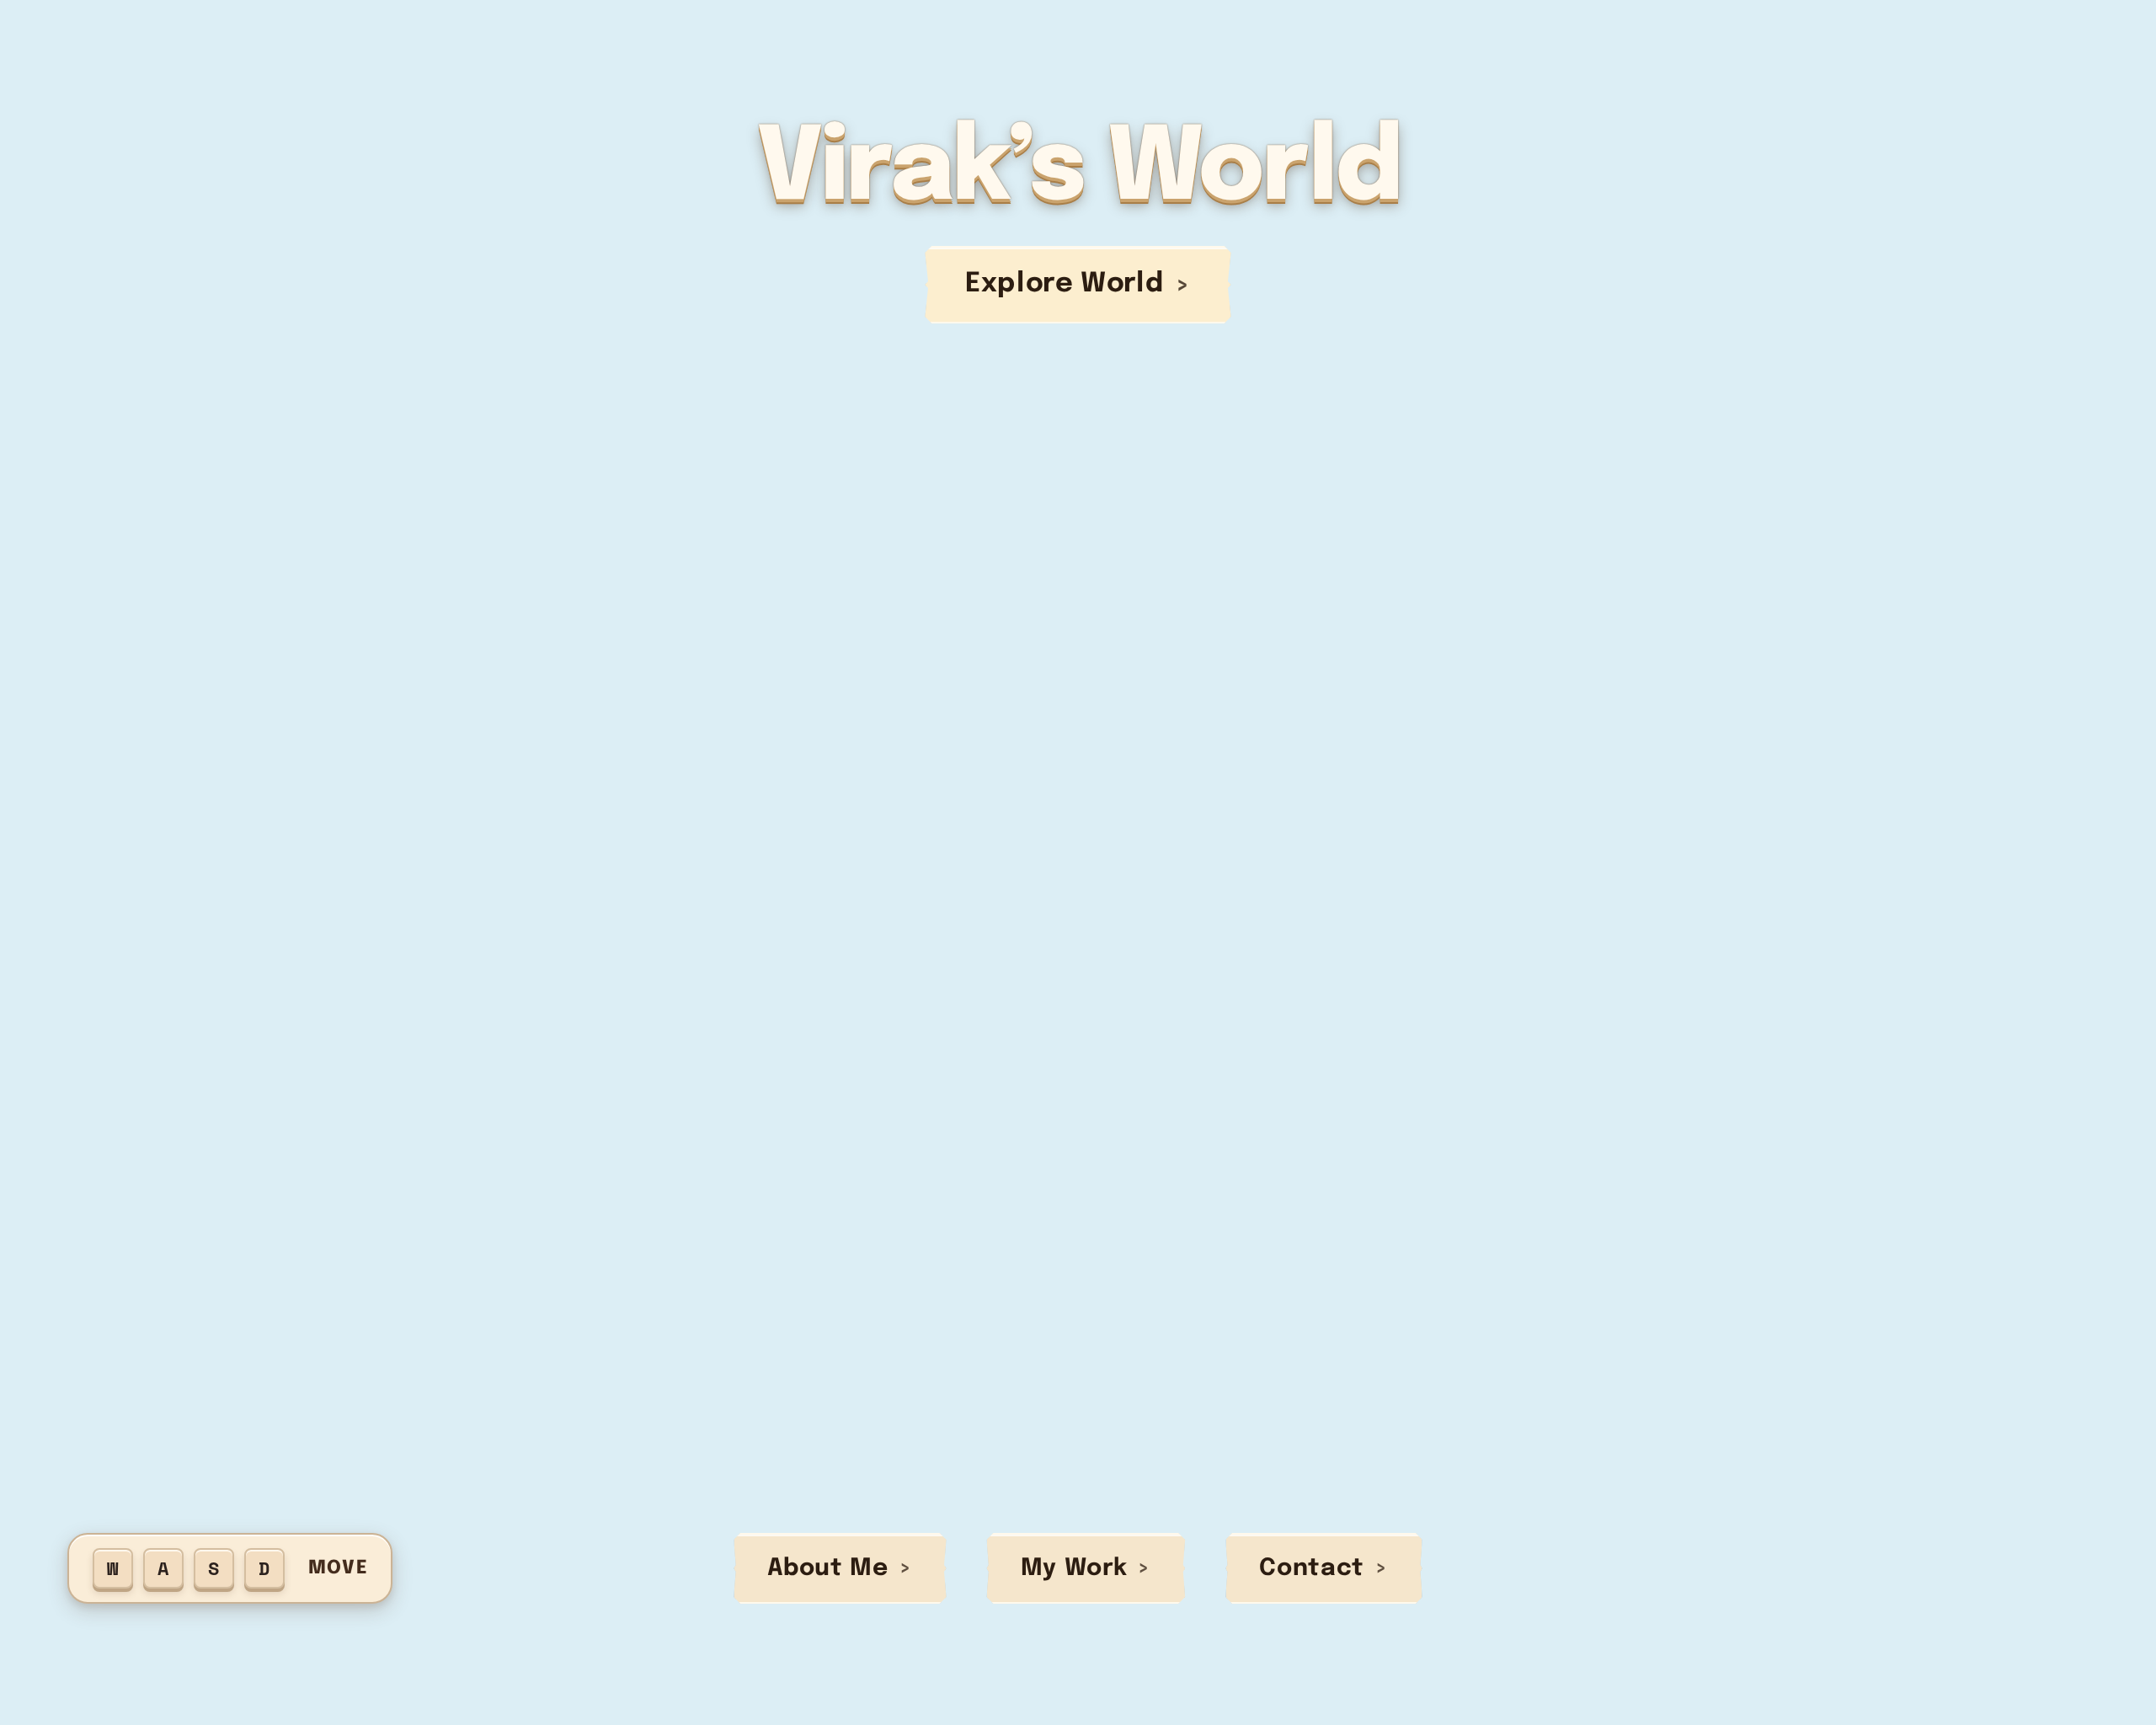 Virak’s World
Explore World >
W A S D MOVE
About Me >
My Work >
Contact >